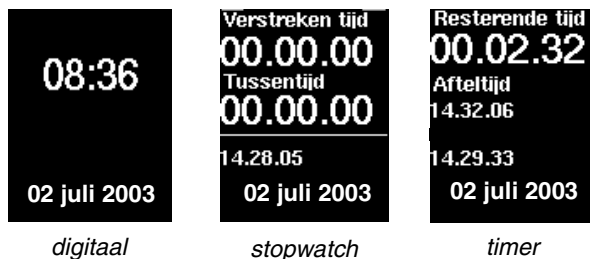 08:36
02 juli 2003
digitaal
Verstreken tijd
00.00.00
Tussentijd
00.00.00
14.28.05
02 juli 2003
stopwatch
Resterende tijd
00.02.32
Afteltijd
14.32.06
14.29.33
02 juli 2003
timer